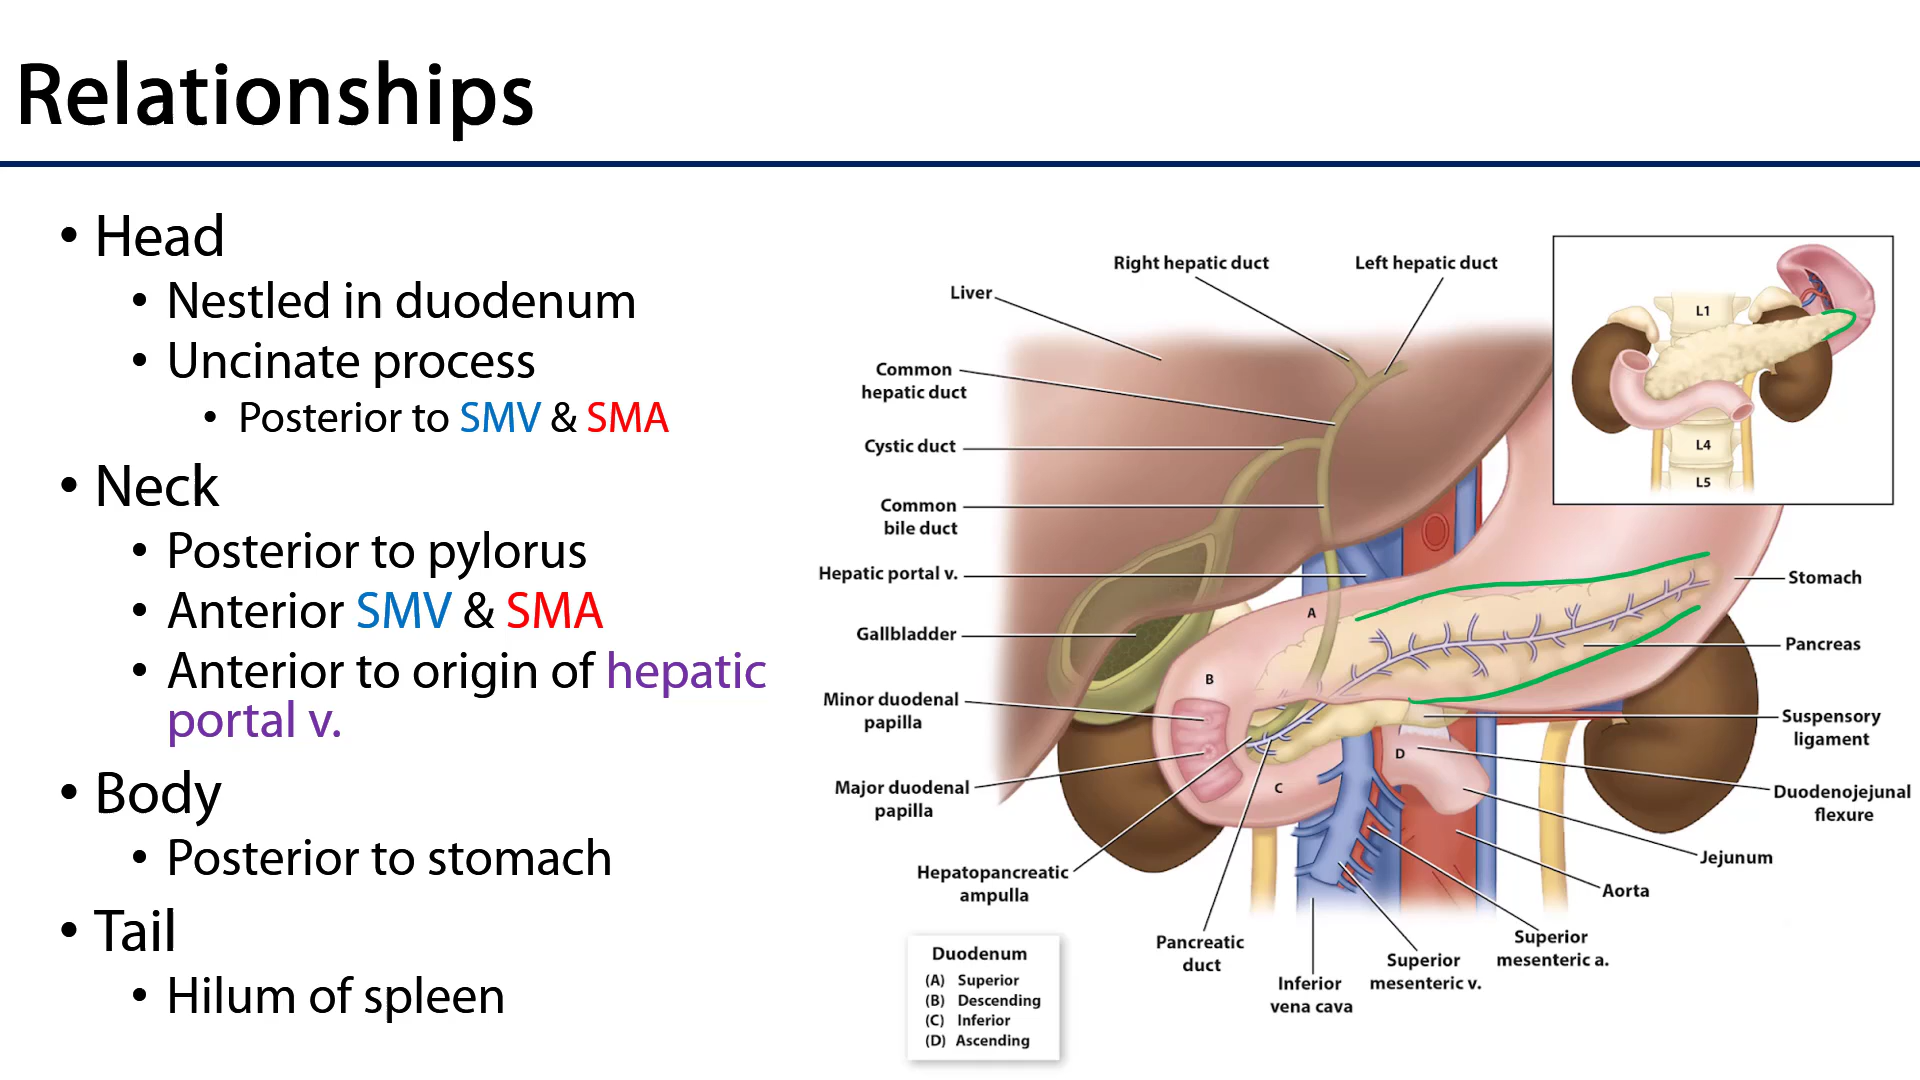 Relationships
• Head
• Nestled in duodenum
• Uncinate process
• Posterior to SMV & SMA
• Neck
• Posterior to pylorus
• Anterior SMV & SMA
• Anterior to origin of hepatic
portal v.
• Body
• Posterior to stomach
• Tail
• Hilum of spleen
Right hepatic duct
Left hepatic duct
Liver
Common
hepatic duct
Cystic duct
Common
bile duct
Hepatic portal v.
Gallbladder
Minor duodenal
papilla
Major duodenal
papilla
Hepatopancreatic
ampulla
Pancreatic
duct
Inferior
vena cava
Superior
mesenteric v.
Superior
mesenteric a.
Aorta
Jejunum
Duodenojejunal
flexure
Suspensory
ligament
Pancreas
Stomach
A
B
C
D
L1
L4
L5
Duodenum
(A) Superior
(B) Descending
(C) Inferior
(D) Ascending